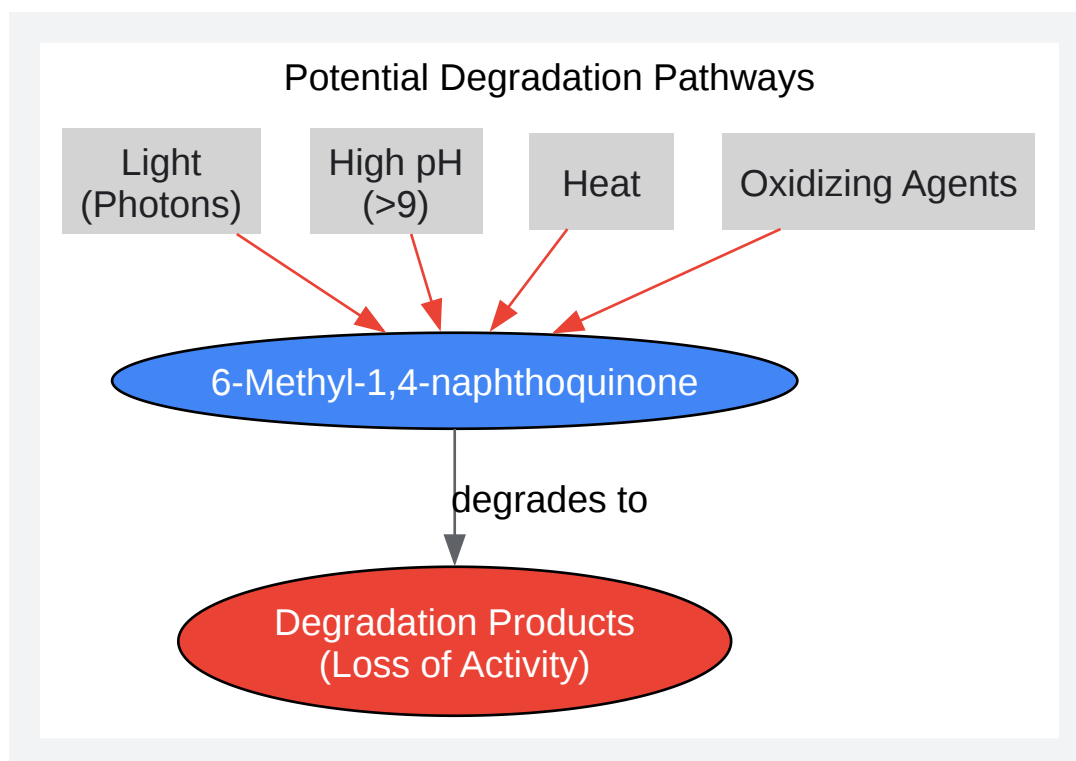 Potential Degradation Pathways
Light
(Photons)
High pH
(>9)
Heat
Oxidizing Agents
6-Methyl-1,4-naphthoquinone
degrades to
Degradation Products
(Loss of Activity)